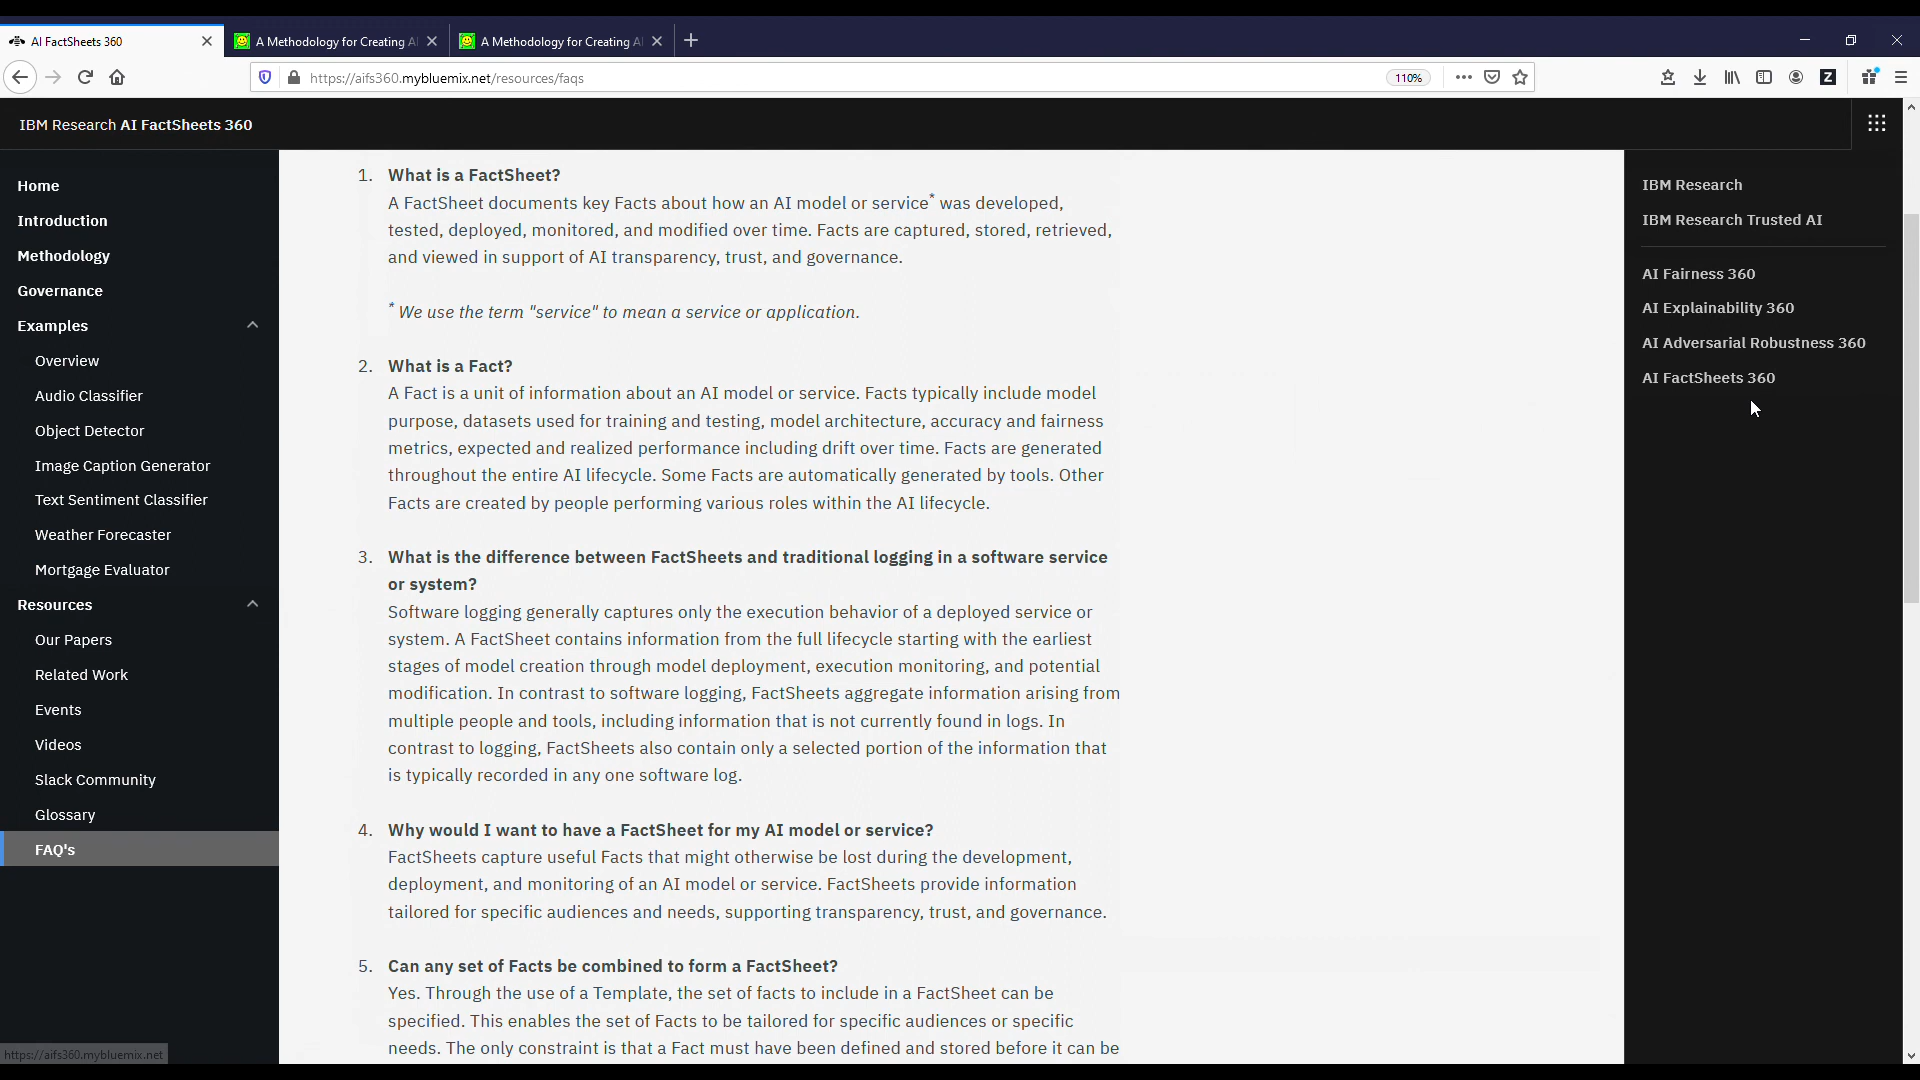 AI FactSheets 360
A Methodology for Creating AI
A Methodology for Creating AI
https://aifs360.mybluemix.net/resources/faqs
110%
Z
IBM Research AI FactSheets 360
Home
Introduction
Methodology
Governance
Examples
Overview
Audio Classifier
Object Detector
Image Caption Generator
Text Sentiment Classifier
Weather Forecaster
Mortgage Evaluator
Resources
Our Papers
Related Work
Events
Videos
Slack Community
Glossary
FAQ's
https://aifs360.mybluemix.net
1. What is a FactSheet?
A FactSheet documents key Facts about how an AI model or service* was developed,
tested, deployed, monitored, and modified over time. Facts are captured, stored, retrieved,
and viewed in support of AI transparency, trust, and governance.
* We use the term "service" to mean a service or application.
2. What is a Fact?
A Fact is a unit of information about an AI model or service. Facts typically include model
purpose, datasets used for training and testing, model architecture, accuracy and fairness
metrics, expected and realized performance including drift over time. Facts are generated
throughout the entire AI lifecycle. Some Facts are automatically generated by tools. Other
Facts are created by people performing various roles within the AI lifecycle.
3. What is the difference between FactSheets and traditional logging in a software service
or system?
Software logging generally captures only the execution behavior of a deployed service or
system. A FactSheet contains information from the full lifecycle starting with the earliest
stages of model creation through model deployment, execution monitoring, and potential
modification. In contrast to software logging, FactSheets aggregate information arising from
multiple people and tools, including information that is not currently found in logs. In
contrast to logging, FactSheets also contain only a selected portion of the information that
is typically recorded in any one software log.
4. Why would I want to have a FactSheet for my AI model or service?
FactSheets capture useful Facts that might otherwise be lost during the development,
deployment, and monitoring of an AI model or service. FactSheets provide information
tailored for specific audiences and needs, supporting transparency, trust, and governance.
5. Can any set of Facts be combined to form a FactSheet?
Yes. Through the use of a Template, the set of facts to include in a FactSheet can be
specified. This enables the set of Facts to be tailored for specific audiences or specific
needs. The only constraint is that a Fact must have been defined and stored before it can be
IBM Research
IBM Research Trusted AI
AI Fairness 360
AI Explainability 360
AI Adversarial Robustness 360
AI FactSheets 360